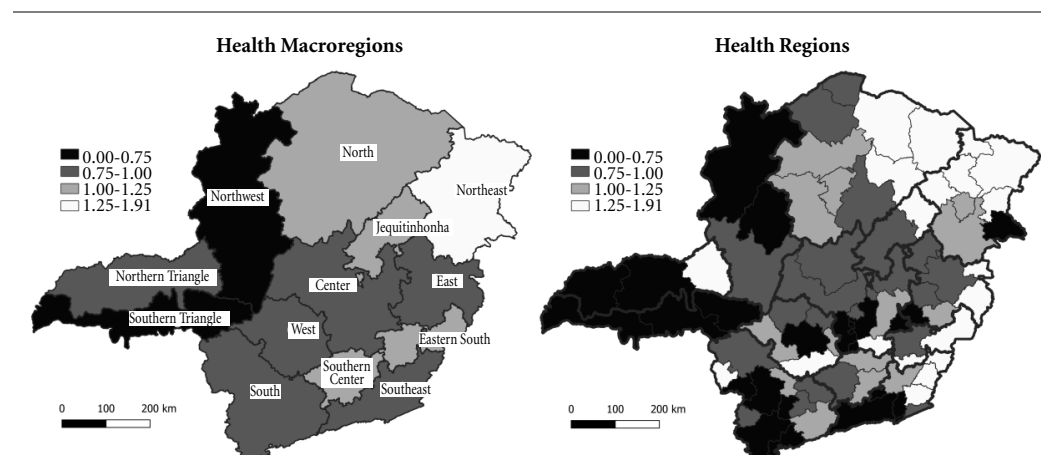 Health Macroregions
0.00-0.75
0.75-1.00
1.00-1.25
1.25-1.91
North
Northeast
Northwest
Jequitinhonha
Northern Triangle
Center
East
Southern Triangle
West
Eastern South
Southern
Center
South
Southeast
0 100 200 km
Health Regions
0.00-0.75
0.75-1.00
1.00-1.25
1.25-1.91
0 100 200 km